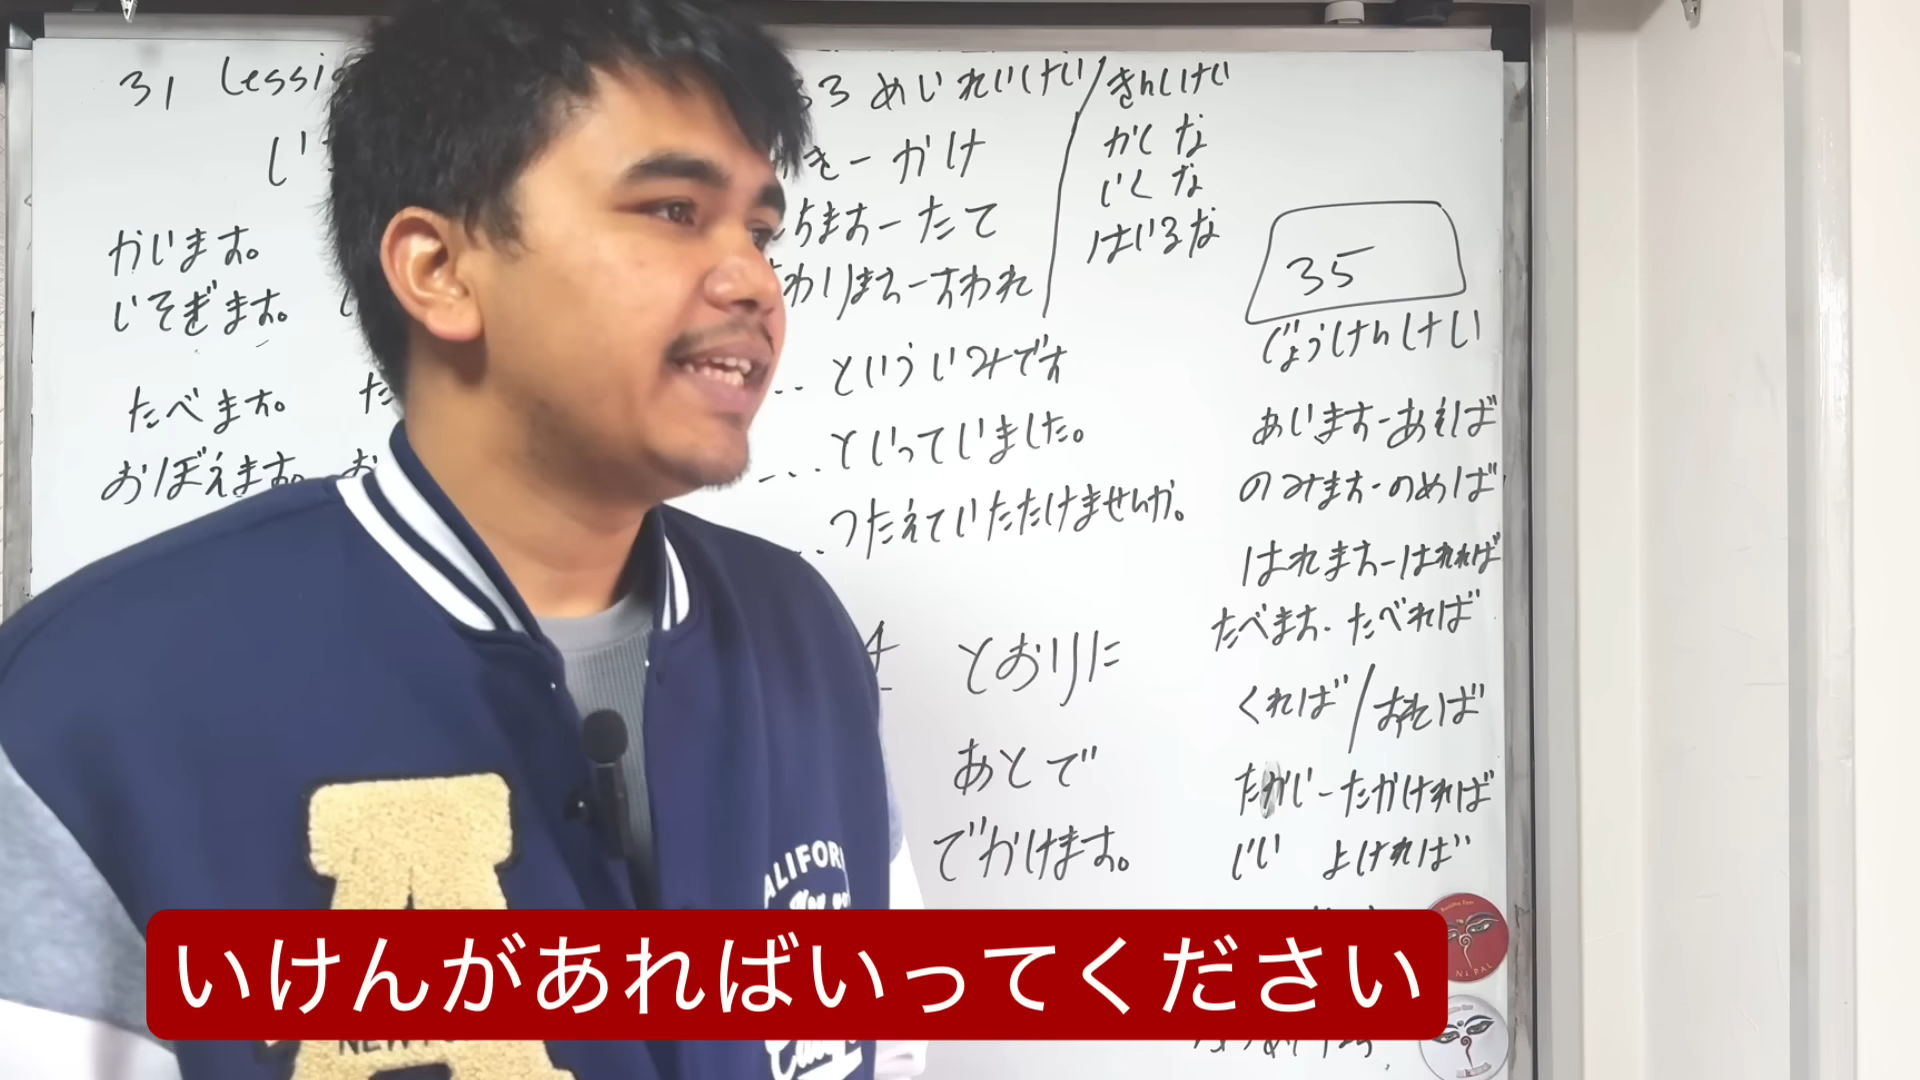 31 Lessi
33 めいれいけい/きんしけい
き-かけ
かくな
いくな
ちます-たて
はいるな
わります-すわれ
かいます。
いそぎます。
35
じょうけんけい
...といういみです
たべます。
...といっていました。
あいます-あえば
おぼえます。
のみます-のめば
...つたえていただけませんか。
はれます-はれれば
たべます-たべれば
4 とおりに
くれば/すれば
あとで
たかい-たかければ
でかけます。
いい よければ
ALIFOR
NEW
NiPAL
いけんがあればいってください